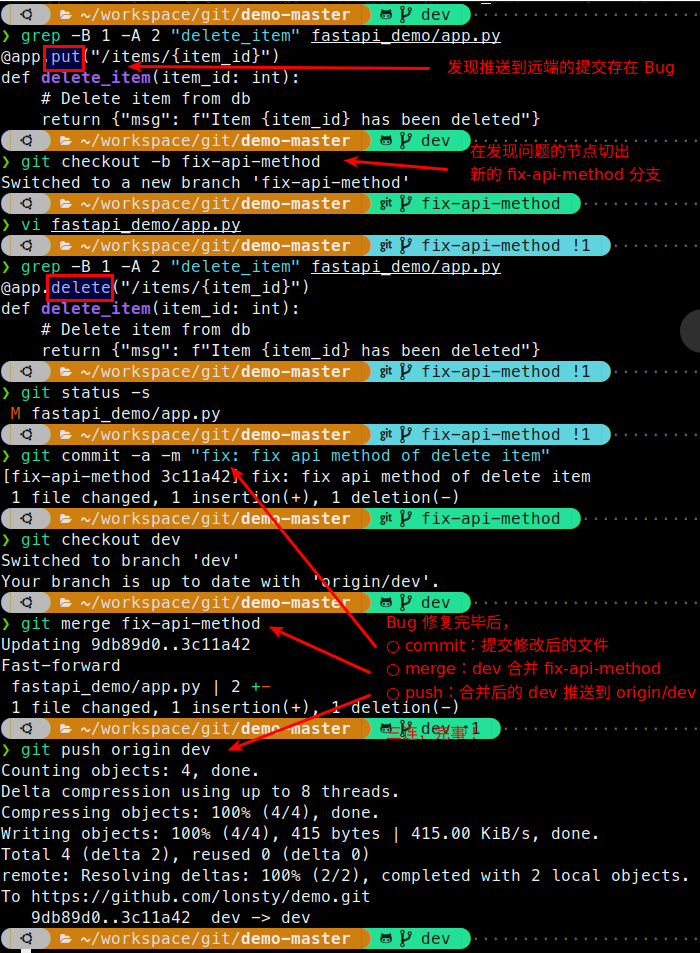 ~/workspace/git/demo-master dev
❯ grep -B 1 -A 2 "delete_item" fastapi_demo/app.py
@app.put("/items/{item_id}")
发现推送到远端的提交存在 Bug
def delete_item(item_id: int):
# Delete item from db
return {"msg": f"Item {item_id} has been deleted"}
~/workspace/git/demo-master dev
在发现问题的节点切出
❯ git checkout -b fix-api-method
新的 fix-api-method 分支
Switched to a new branch 'fix-api-method'
~/workspace/git/demo-master git fix-api-method
❯ vi fastapi_demo/app.py
~/workspace/git/demo-master git fix-api-method !1
❯ grep -B 1 -A 2 "delete_item" fastapi_demo/app.py
@app.delete("/items/{item_id}")
def delete_item(item_id: int):
# Delete item from db
return {"msg": f"Item {item_id} has been deleted"}
~/workspace/git/demo-master git fix-api-method !1
❯ git status -s
M fastapi_demo/app.py
~/workspace/git/demo-master git fix-api-method !1
❯ git commit -a -m "fix: fix api method of delete item"
[fix-api-method 3c11a42] fix: fix api method of delete item
1 file changed, 1 insertion(+), 1 deletion(-)
~/workspace/git/demo-master git fix-api-method
❯ git checkout dev
Switched to branch 'dev'
Your branch is up to date with 'origin/dev'.
~/workspace/git/demo-master dev
Bug 修复完毕后，
❯ git merge fix-api-method
Updating 9db89d0..3c11a42
○ commit：提交修改后的文件
Fast-forward
○ merge：dev 合并 fix-api-method
fastapi_demo/app.py | 2 +-
○ push：合并后的 dev 推送到 origin/dev
1 file changed, 1 insertion(+), 1 deletion(-)
~/workspace/git/demo-master dev ↑1
三连，完事！
❯ git push origin dev
Counting objects: 4, done.
Delta compression using up to 8 threads.
Compressing objects: 100% (4/4), done.
Writing objects: 100% (4/4), 415 bytes | 415.00 KiB/s, done.
Total 4 (delta 2), reused 0 (delta 0)
remote: Resolving deltas: 100% (2/2), completed with 2 local objects.
To https://github.com/lonsty/demo.git
9db89d0..3c11a42 dev -> dev
~/workspace/git/demo-master dev